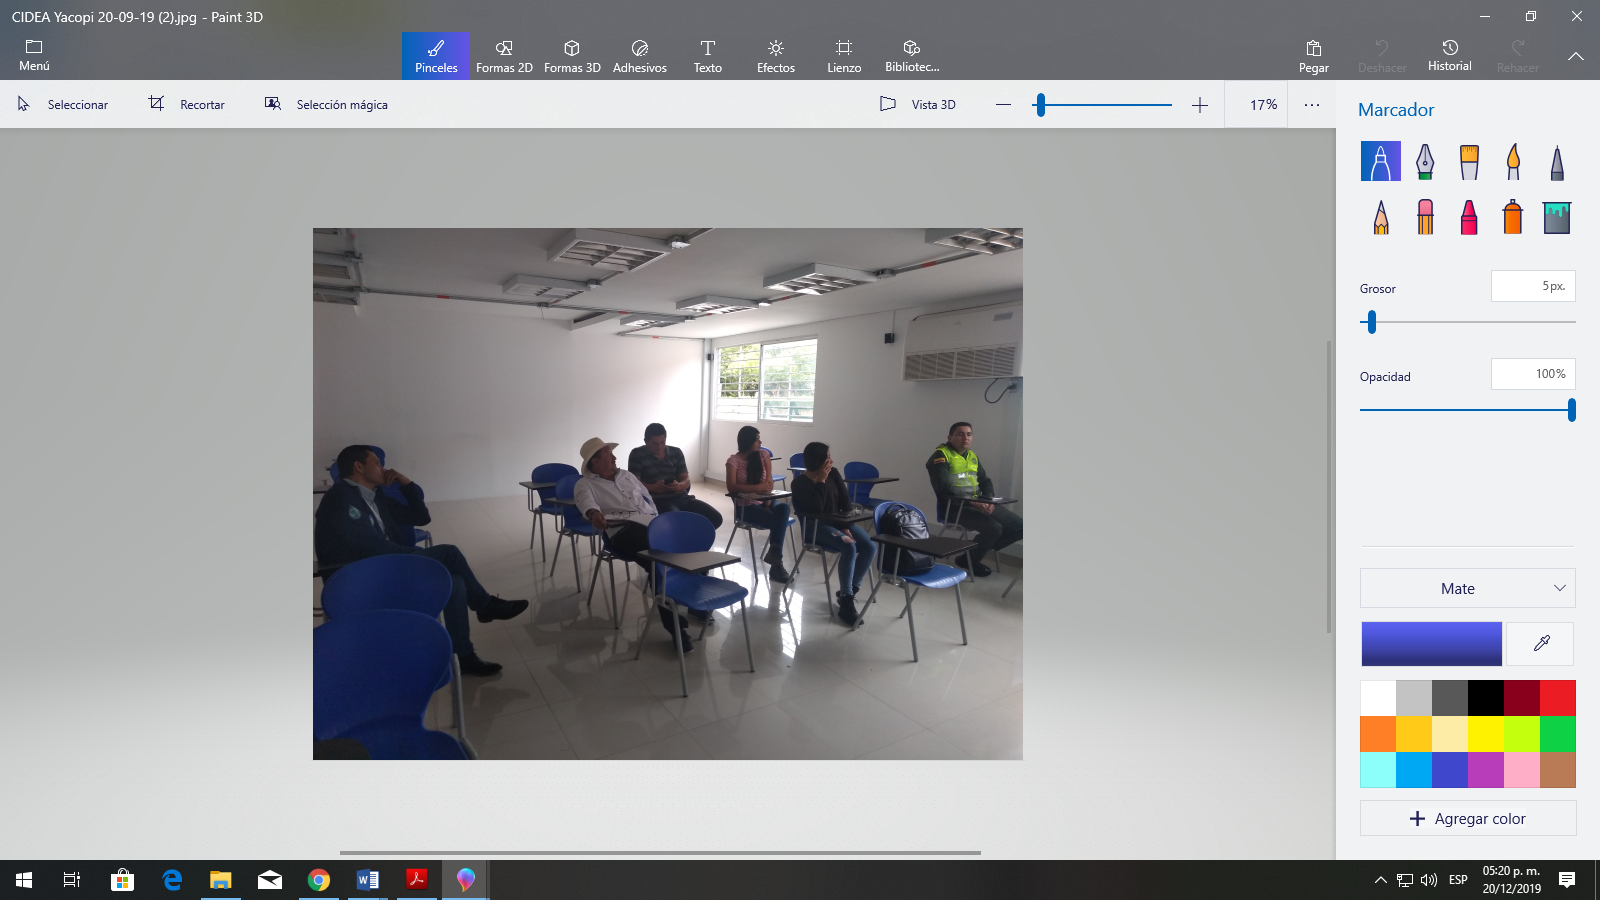 CIDEA Yacopi 20-09-19 (2).jpg - Paint 3D
Menú
Pinceles
Formas 2D
Formas 3D
Adhesivos
Texto
Efectos
Lienzo
Bibliotec...
Pegar
Deshacer
Historial
Rehacer
Seleccionar
Recortar
Selección mágica
Vista 3D
17%
Marcador
Grosor
5px.
Opacidad
100%
Mate
Agregar color
ESP
05:20 p. m.
20/12/2019